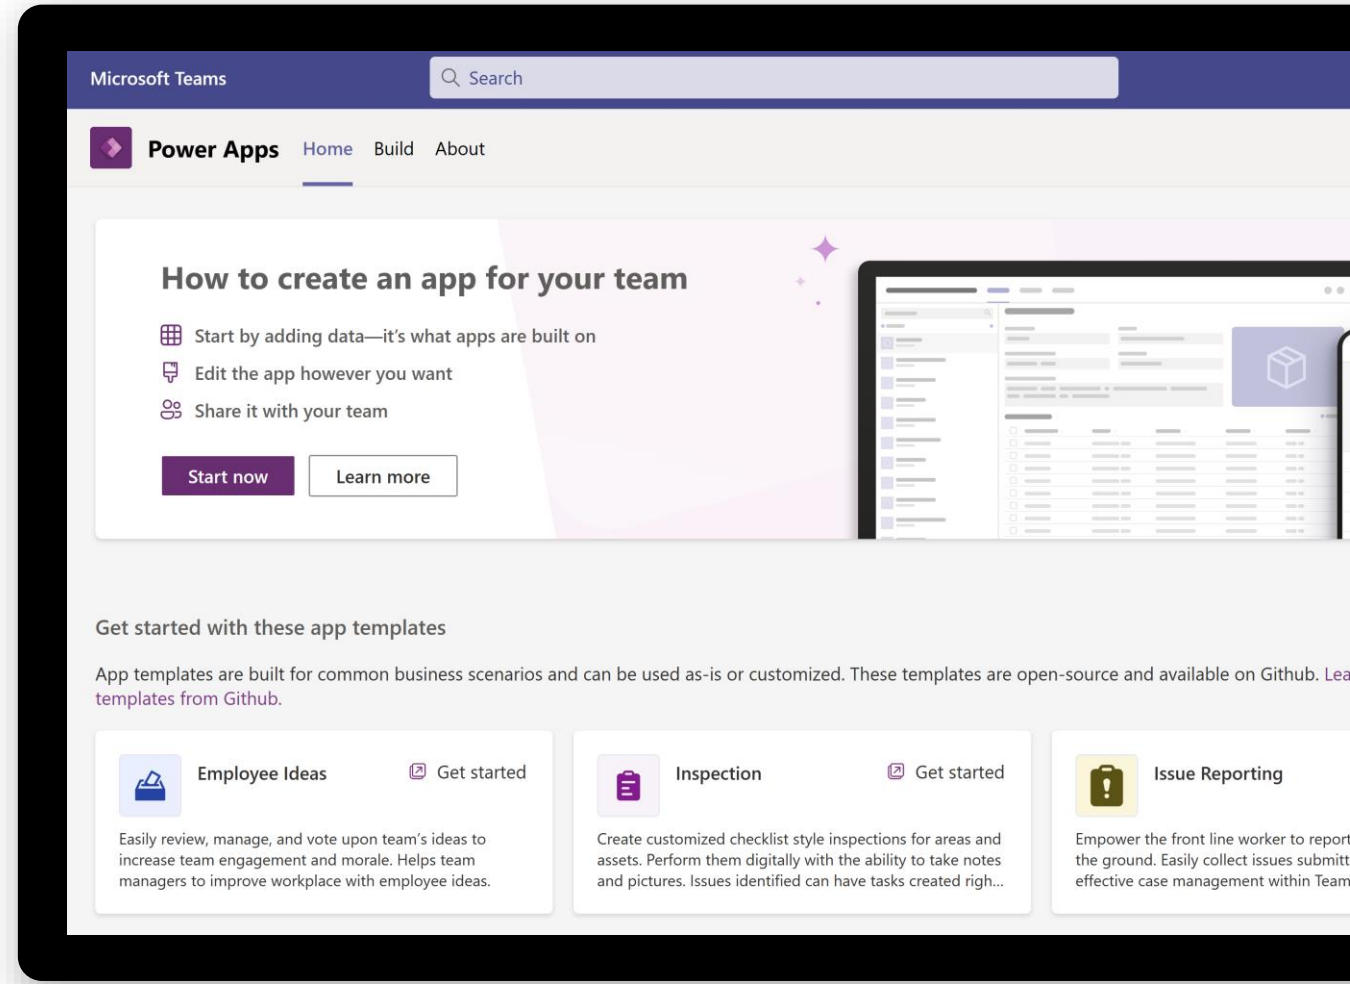 Microsoft Teams
Search
Power Apps Home Build About
How to create an app for your team
Start by adding data—it's what apps are built on
Edit the app however you want
Share it with your team
Start now Learn more
Get started with these app templates
App templates are built for common business scenarios and can be used as-is or customized. These templates are open-source and available on Github. Lea
templates from Github.
Employee Ideas Get started
Easily review, manage, and vote upon team's ideas to
increase team engagement and morale. Helps team
managers to improve workplace with employee ideas.
Inspection Get started
Create customized checklist style inspections for areas and
assets. Perform them digitally with the ability to take notes
and pictures. Issues identified can have tasks created righ...
Issue Reporting
Empower the front line worker to report
the ground. Easily collect issues submitt
effective case management within Team